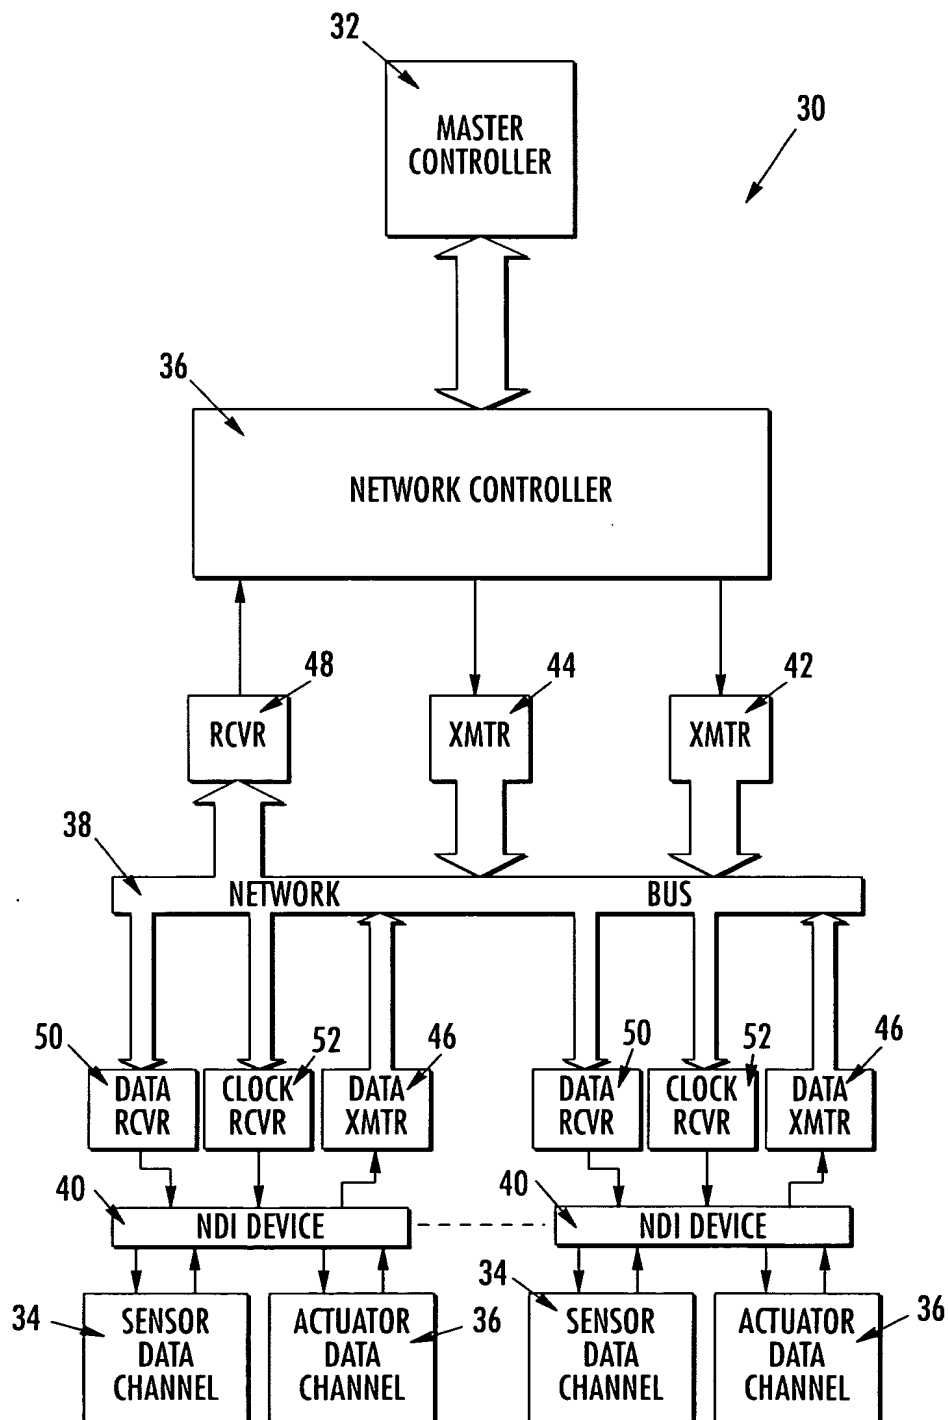 32
MASTER
CONTROLLER
30
36
NETWORK CONTROLLER
48
44
42
RCVR
XMTR
XMTR
38
NETWORK BUS
50
52
46
50
52
46
DATA
RCVR
CLOCK
RCVR
DATA
XMTR
DATA
RCVR
CLOCK
RCVR
DATA
XMTR
40
NDI DEVICE
40
NDI DEVICE
34
SENSOR
DATA
CHANNEL
ACTUATOR
DATA
CHANNEL
36
34
SENSOR
DATA
CHANNEL
ACTUATOR
DATA
CHANNEL
36